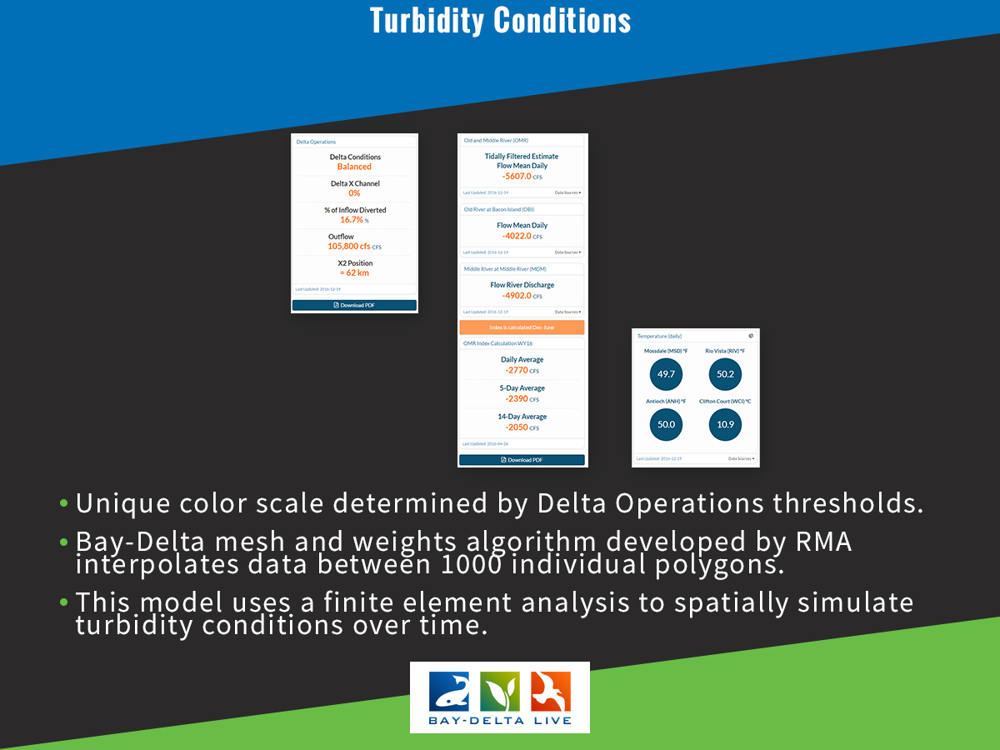 Turbidity Conditions
Delta Operations
Delta Conditions
Balanced
Delta X Channel
0%
% of Inflow Diverted
16.7% %
Outflow
105,800 cfs CFS
X2 Position
= 62 km
Last Updated: 2016-12-19
Download PDF
Old and Middle River (OMR)
Tidally Filtered Estimate
Flow Mean Daily
-5607.0 CFS
Last Updated: 2016-12-19 Data Sources
Old River at Bacon Island (OBI)
Flow Mean Daily
-4022.0 CFS
Last Updated: 2016-12-19 Data Sources
Middle River at Middle River (MDM)
Flow River Discharge
-4902.0 CFS
Last Updated: 2016-12-19 Data Sources
Index is calculated Dec-June
OMR Index Calculation WY16
Daily Average
-2770 CFS
5-Day Average
-2390 CFS
14-Day Average
-2050 CFS
Last Updated: 2016-04-26
Download PDF
Temperature (daily)
Mossdale (MSD) °F Rio Vista (RIV) °F
49.7 50.2
Antioch (ANH) °F Clifton Court (WCI) °C
50.0 10.9
Last Updated: 2016-12-19 Data Sources
• Unique color scale determined by Delta Operations thresholds.
• Bay-Delta mesh and weights algorithm developed by RMA
interpolates data between 1000 individual polygons.
• This model uses a finite element analysis to spatially simulate
turbidity conditions over time.
BAY-DELTA LIVE